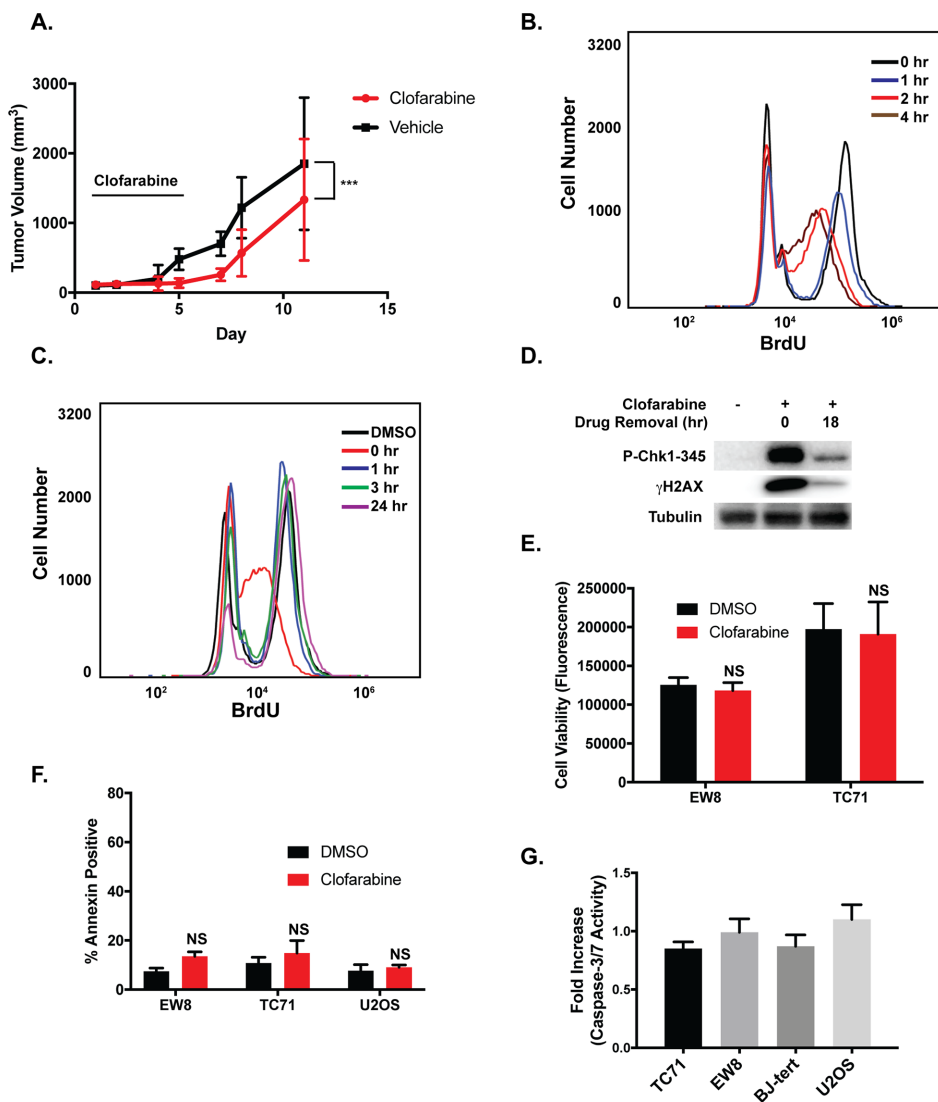 A.
Tumor Volume (mm³)
3000
2000
1000
0
0
5
10
15
Day
Clofarabine
Clofarabine
Vehicle
***
B.
Cell Number
3200
2000
1000
0
10²
10⁴
10⁶
BrdU
0 hr
1 hr
2 hr
4 hr
C.
Cell Number
3200
2000
1000
0
10²
10⁴
10⁶
BrdU
DMSO
0 hr
1 hr
3 hr
24 hr
D.
Clofarabine - + +
Drug Removal (hr) 0 18
P-Chk1-345
γH2AX
Tubulin
E.
Cell Viability (Fluorescence)
250000
200000
150000
100000
50000
0
DMSO
Clofarabine
NS
NS
EW8
TC71
F.
% Annexin Positive
80
60
40
20
0
DMSO
Clofarabine
NS
NS
NS
EW8
TC71
U2OS
G.
Fold Increase
(Caspase-3/7 Activity)
1.5
1.0
0.5
0.0
TC71
EW8
BJ-tert
U2OS